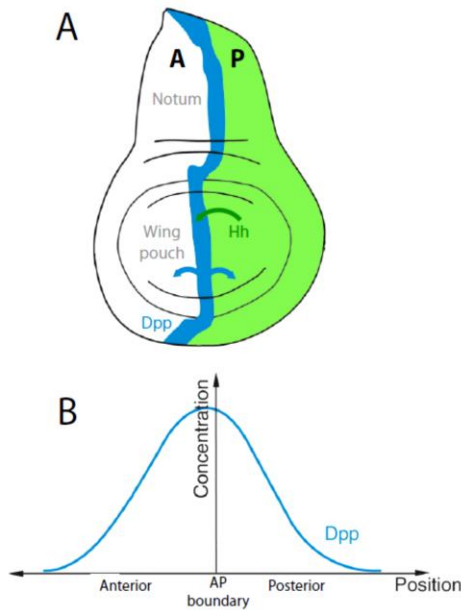 A
A P
Notum
Wing
pouch
Hh
Dpp
B
Concentration
Dpp
Anterior
AP
boundary
Posterior
Position